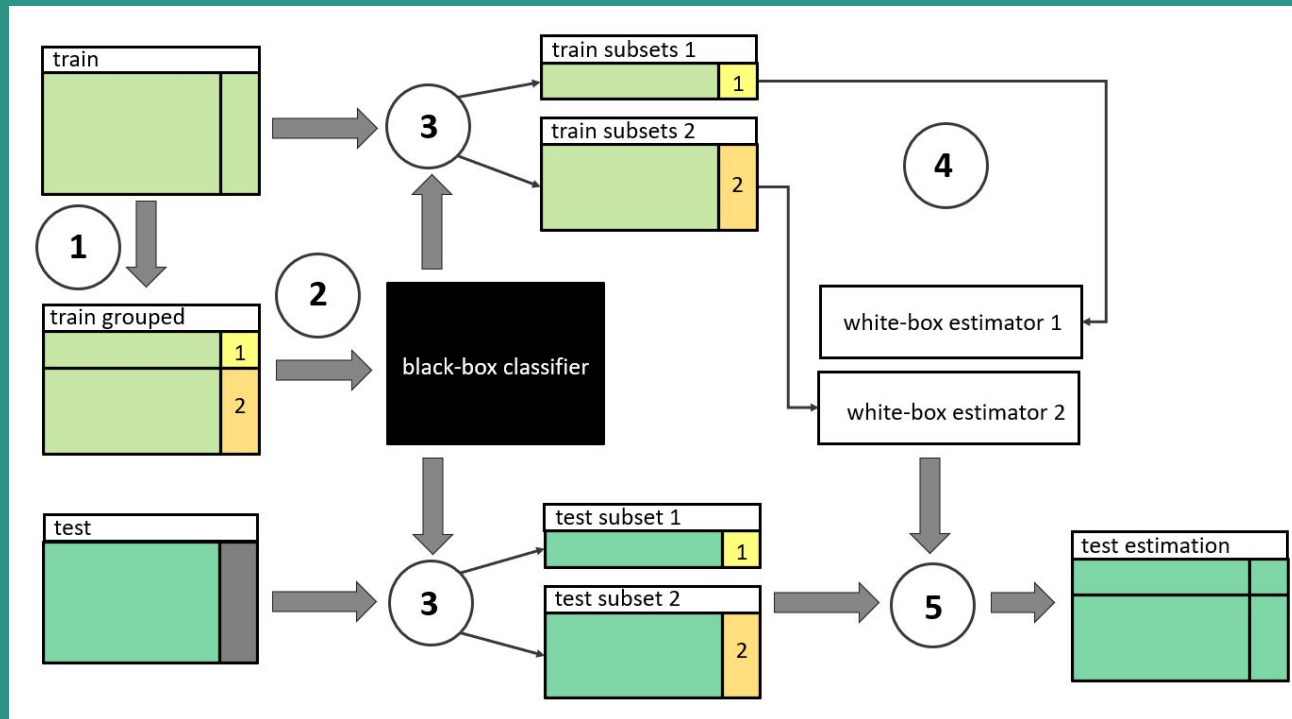 train
train subsets 1
1
3
train subsets 2
2
4
1
2
train grouped
1
2
black-box classifier
white-box estimator 1
white-box estimator 2
test
3
test subset 1
1
test subset 2
2
5
test estimation